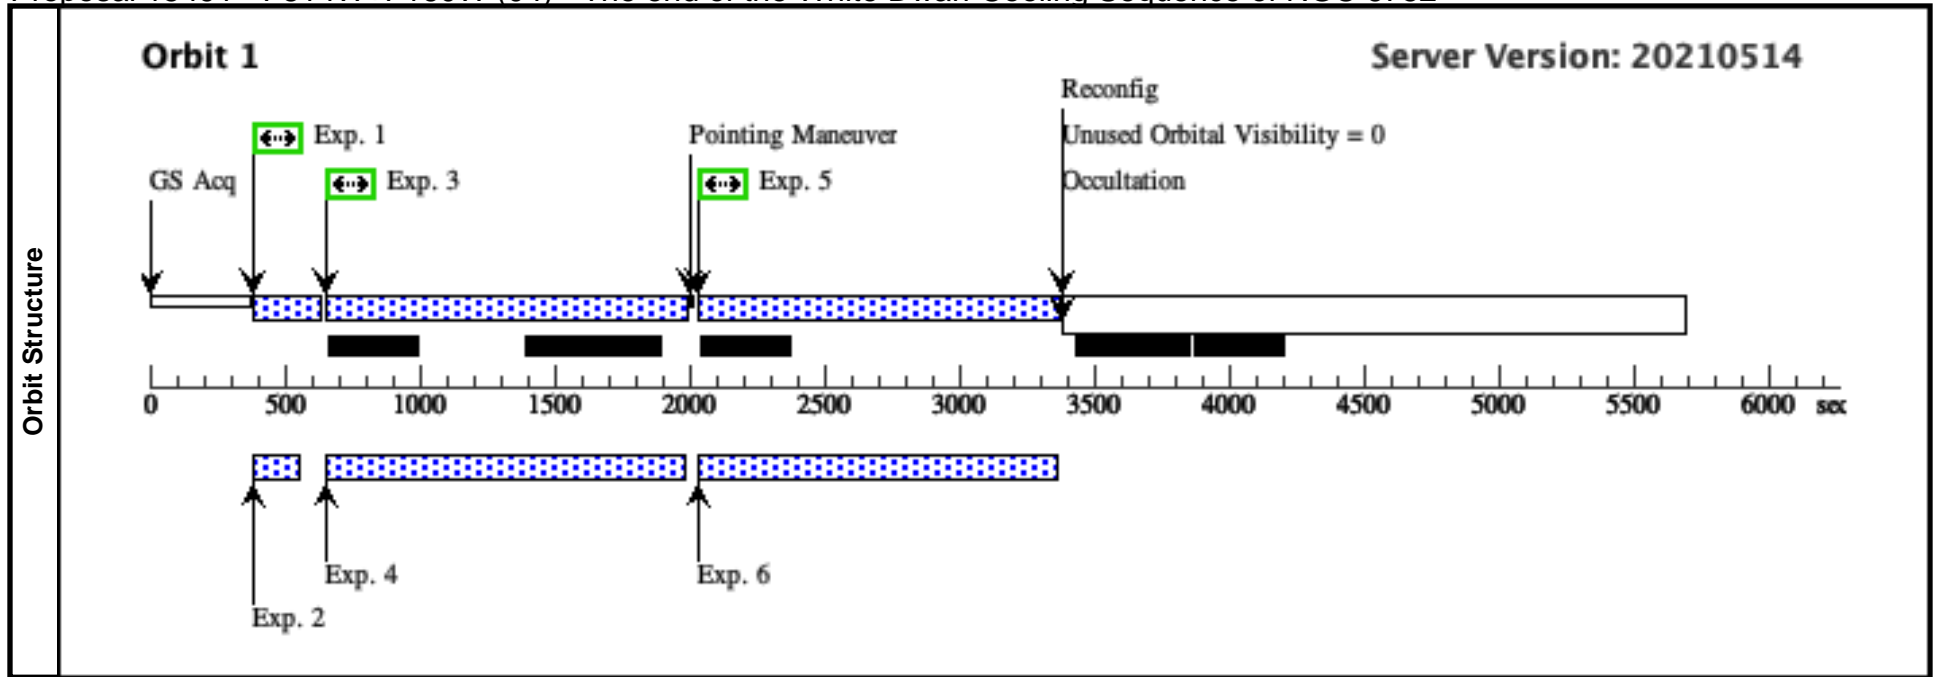 Orbit 1
Server Version: 20210514
Reconfig
Exp. 1
Pointing Maneuver
Unused Orbital Visibility = 0
GS Acq
Exp. 3
Exp. 5
Occultation
Orbit Structure
0 500 1000 1500 2000 2500 3000 3500 4000 4500 5000 5500 6000 sec
Exp. 4
Exp. 6
Exp. 2